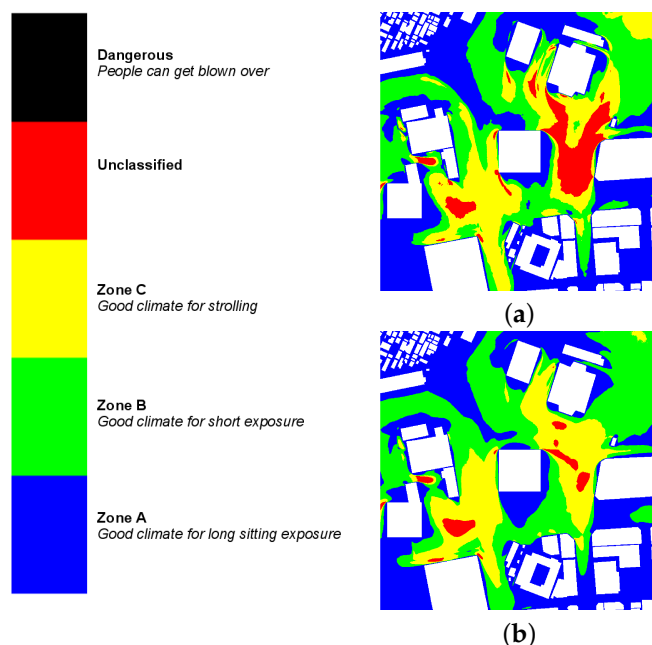 Dangerous
People can get blown over
Unclassified
Zone C
Good climate for strolling
Zone B
Good climate for short exposure
Zone A
Good climate for long sitting exposure
(a)
(b)